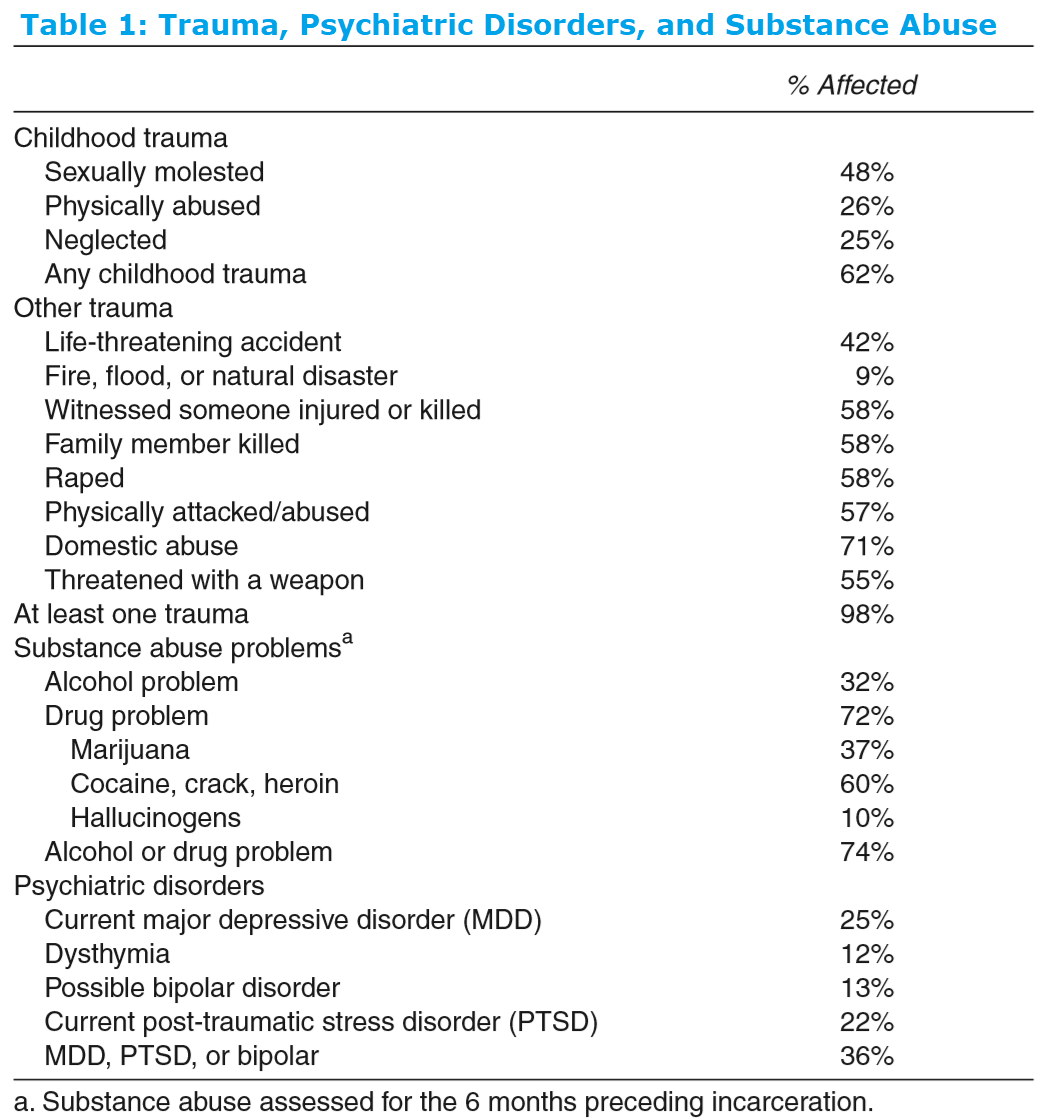 Table 1: Trauma, Psychiatric Disorders, and Substance Abuse
% Affected
Childhood trauma
Sexually molested 48%
Physically abused 26%
Neglected 25%
Any childhood trauma 62%
Other trauma
Life-threatening accident 42%
Fire, flood, or natural disaster 9%
Witnessed someone injured or killed 58%
Family member killed 58%
Raped 58%
Physically attacked/abused 57%
Domestic abuse 71%
Threatened with a weapon 55%
At least one trauma 98%
Substance abuse problemsa
Alcohol problem 32%
Drug problem 72%
Marijuana 37%
Cocaine, crack, heroin 60%
Hallucinogens 10%
Alcohol or drug problem 74%
Psychiatric disorders
Current major depressive disorder (MDD) 25%
Dysthymia 12%
Possible bipolar disorder 13%
Current post-traumatic stress disorder (PTSD) 22%
MDD, PTSD, or bipolar 36%
a. Substance abuse assessed for the 6 months preceding incarceration.